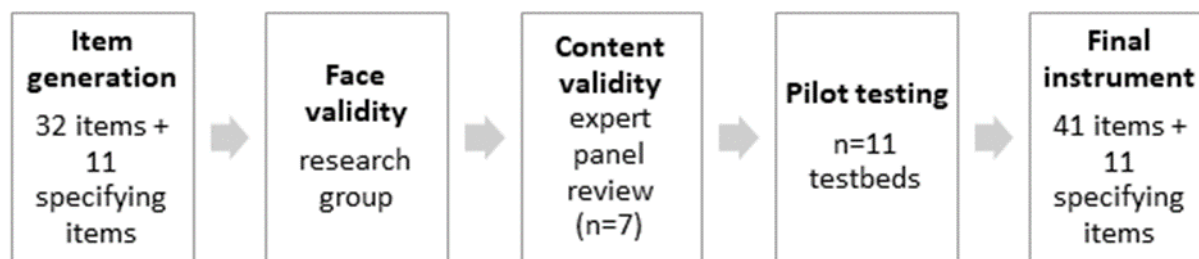 Item
generation
32 items +
11
specifying
items
Face
validity
research
group
Content
validity
expert
panel
review
(n=7)
Pilot testing
n=11
testbeds
Final
instrument
41 items +
11
specifying
items